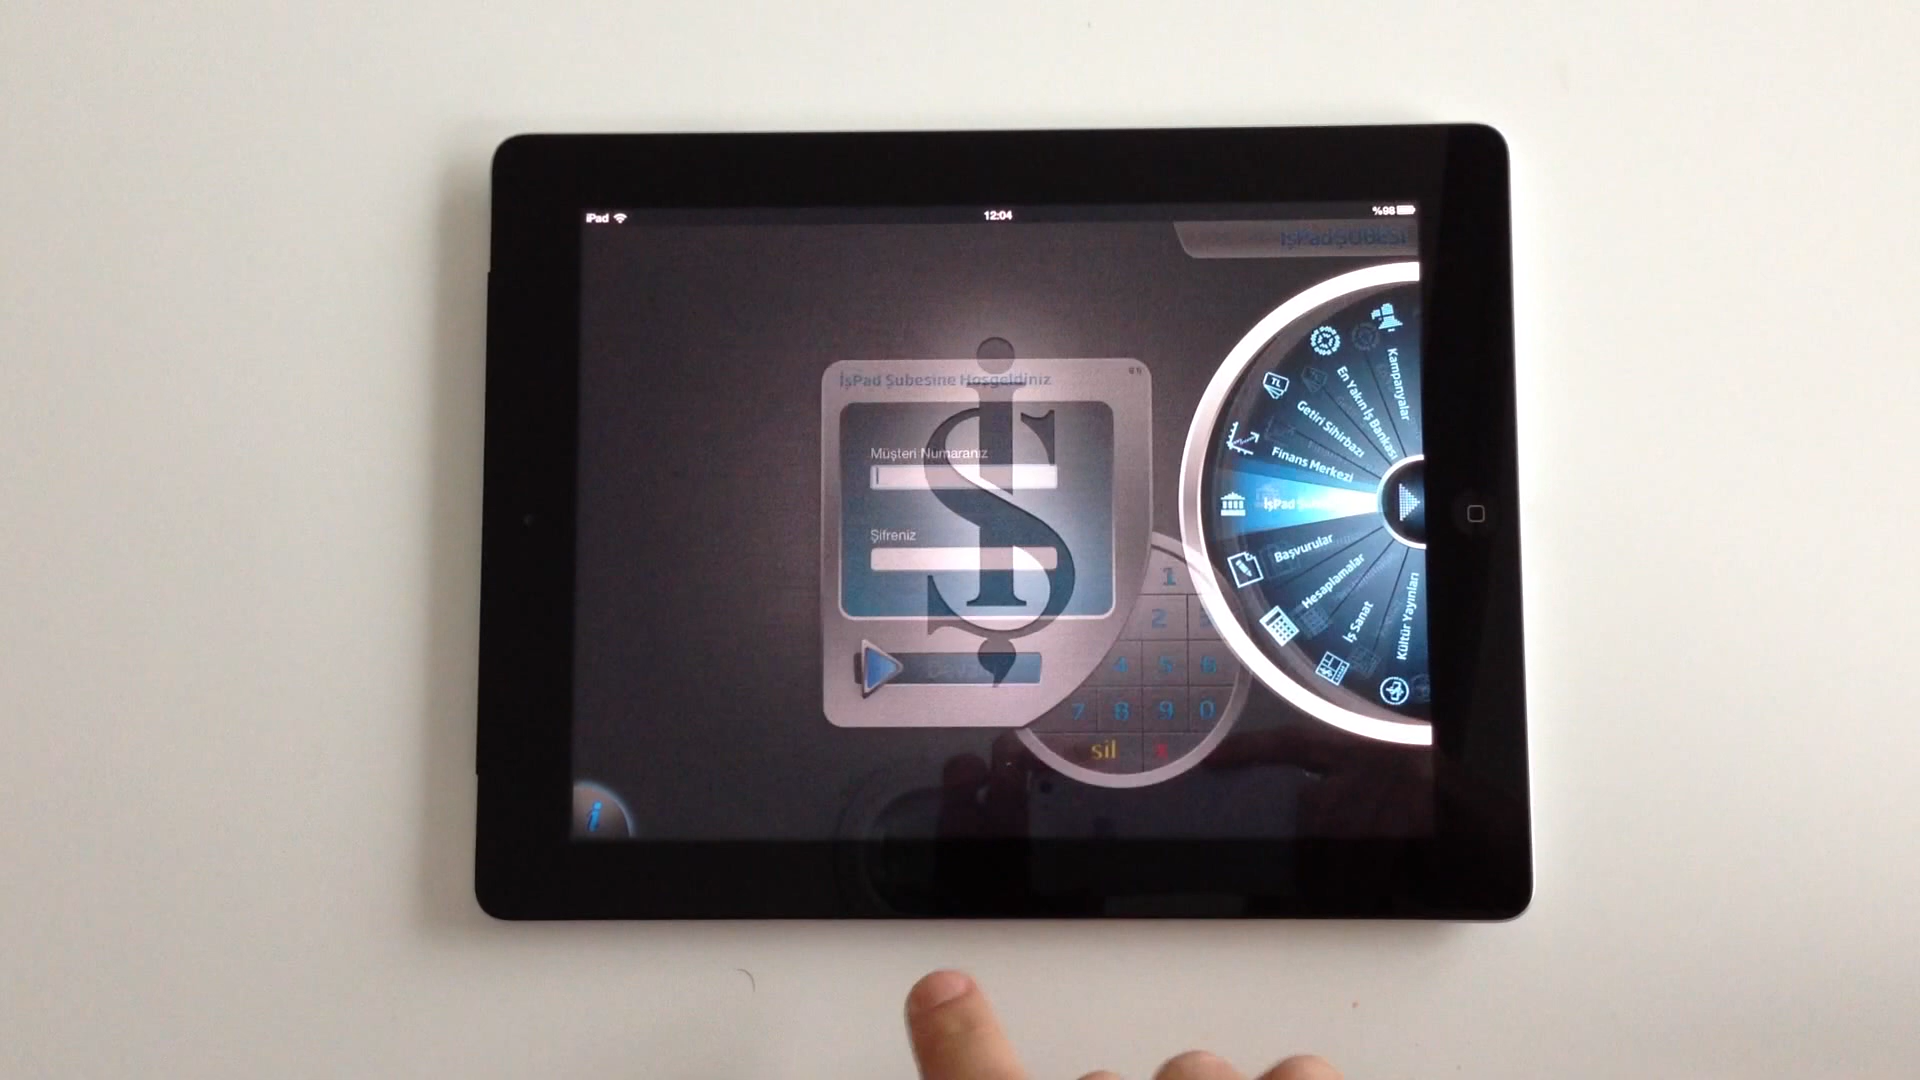 iPad
12:04
%98
İşPadŞUBESİ
İşPad Şubesine Hoşgeldiniz
Müşteri Numaranız
Şifreniz
1
2
4 5 6
7 8 9 0
sil
Kampanyalar
En Yakın İş Bankası
Getiri Sihirbazı
TL
Finans Merkezi
İşPad
Başvurular
Hesaplamalar
İş Sanat
Kültür Yayınları
i